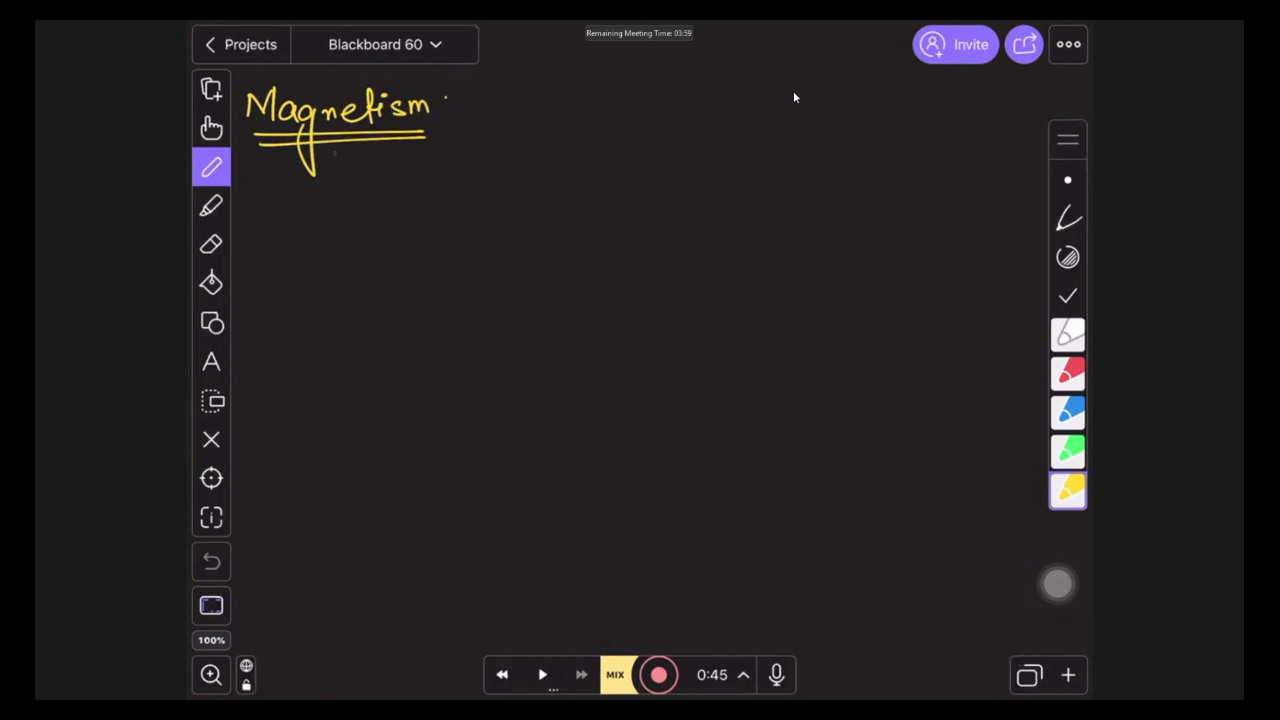 Remaining Meeting Time: 03:59
Projects
Blackboard 60
Invite
Magnetism
A
100%
MIX
0:45